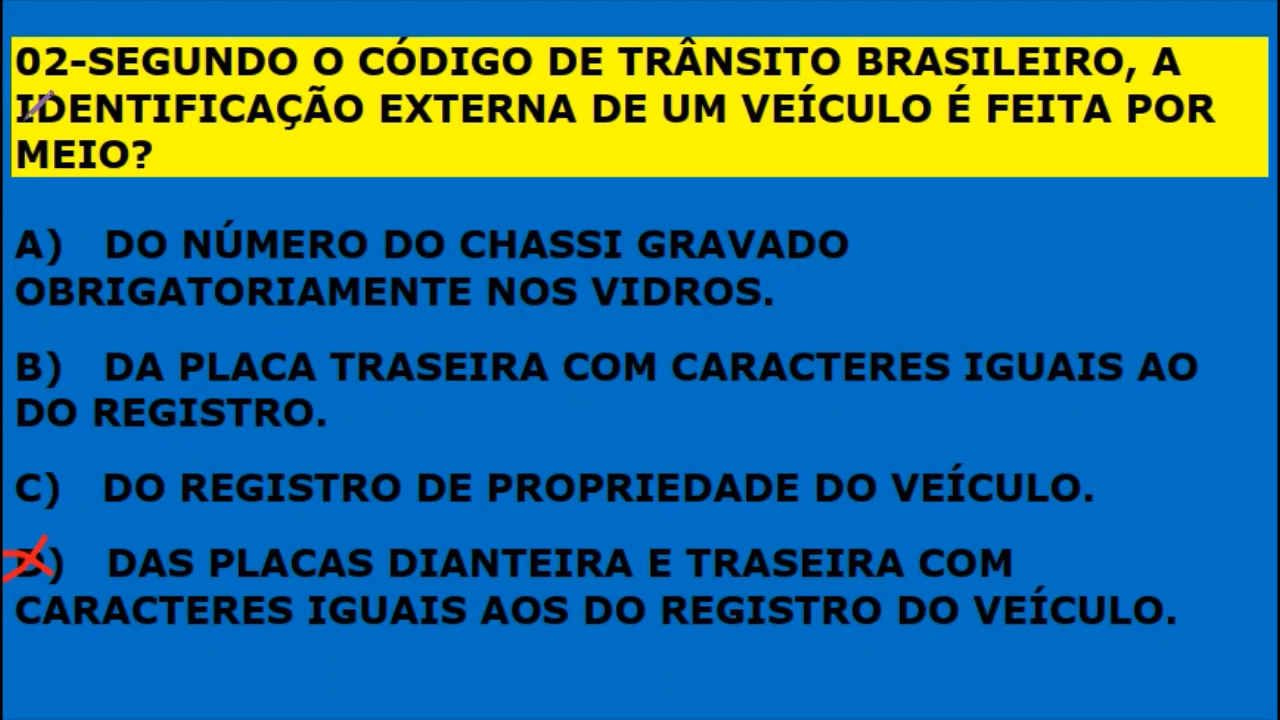 02-SEGUNDO O CÓDIGO DE TRÂNSITO BRASILEIRO, A
IDENTIFICAÇÃO EXTERNA DE UM VEÍCULO É FEITA POR
MEIO?
A) DO NÚMERO DO CHASSI GRAVADO
OBRIGATORIAMENTE NOS VIDROS.
B) DA PLACA TRASEIRA COM CARACTERES IGUAIS AO
DO REGISTRO.
C) DO REGISTRO DE PROPRIEDADE DO VEÍCULO.
D) DAS PLACAS DIANTEIRA E TRASEIRA COM
CARACTERES IGUAIS AOS DO REGISTRO DO VEÍCULO.